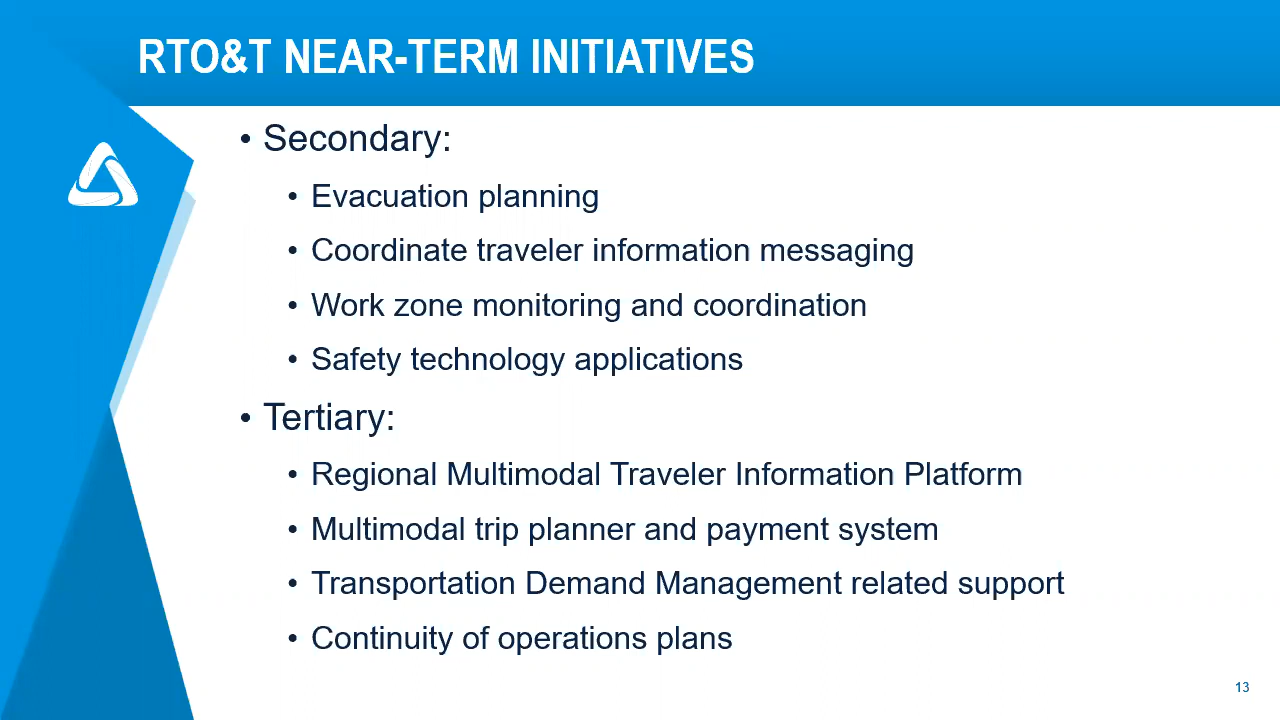 RTO&T NEAR-TERM INITIATIVES
• Secondary:
• Evacuation planning
• Coordinate traveler information messaging
• Work zone monitoring and coordination
• Safety technology applications
• Tertiary:
• Regional Multimodal Traveler Information Platform
• Multimodal trip planner and payment system
• Transportation Demand Management related support
• Continuity of operations plans
13